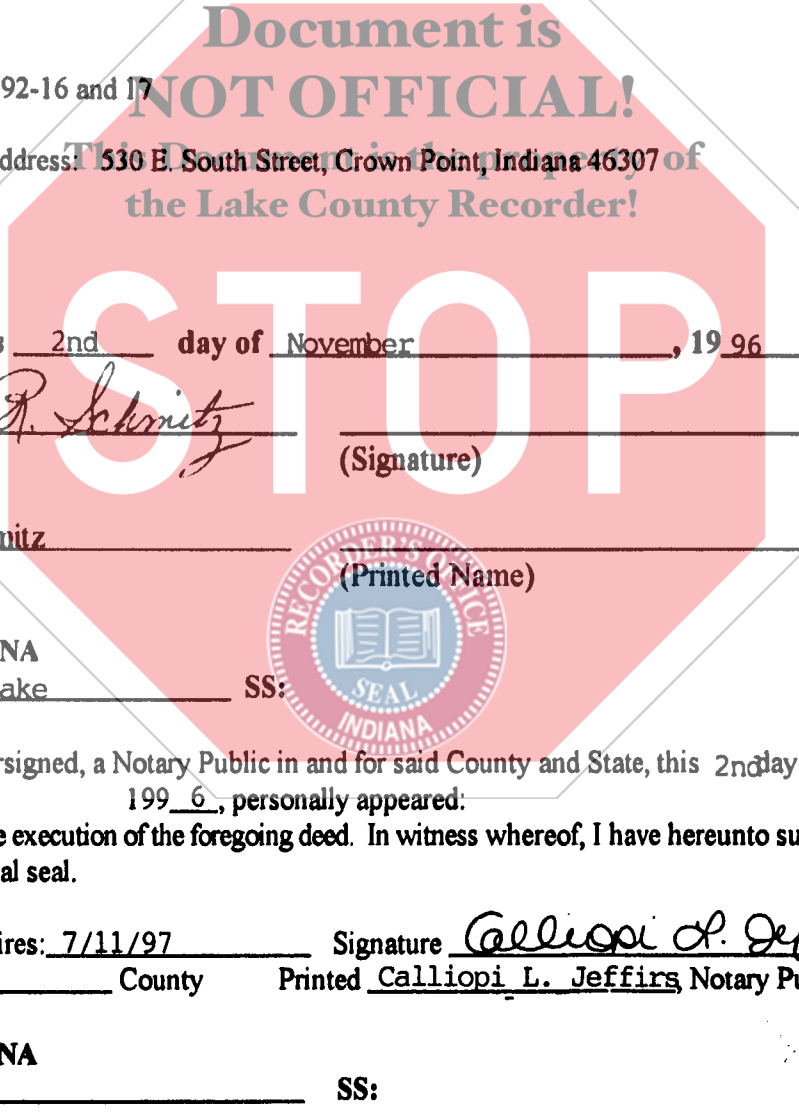 Document is
92-16 and 17
NOT OFFICIAL!
ddress: 530 E. South Street, Crown Point, Indiana 46307
This Document is the property of
the Lake County Recorder!
STOP
2nd day of November, 19 96
R. Schmitz
(Signature)
mitz
(Printed Name)
RECORDER'S OFFICE
SEAL
INDIANA
NA
ake SS:
rsigned, a Notary Public in and for said County and State, this 2nd day
199 6, personally appeared:
e execution of the foregoing deed. In witness whereof, I have hereunto su
al seal.
ires: 7/11/97 Signature Calliopi L. Jef
County Printed Calliopi L. Jeffirs, Notary Pu
NA
SS: